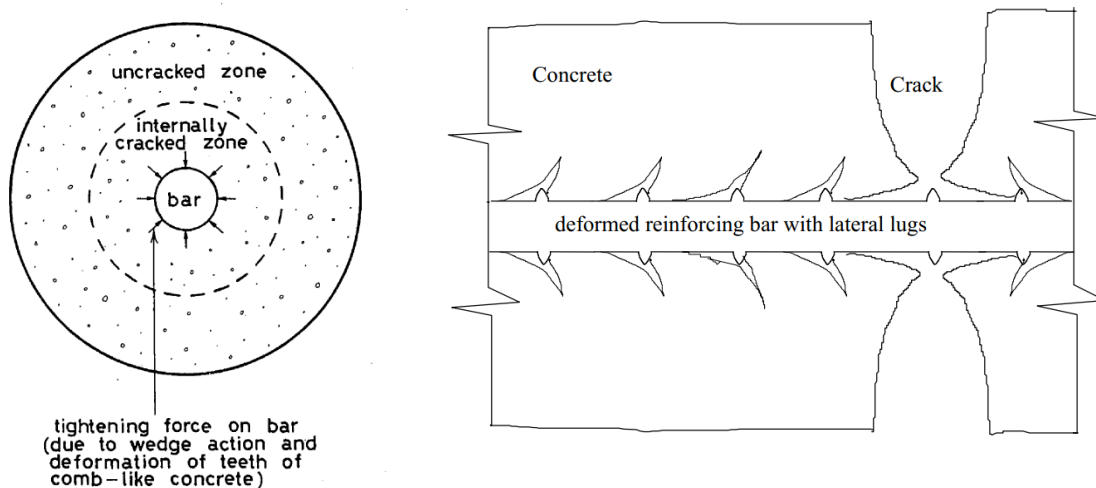 uncracked zone
internally
cracked zone
bar
tightening force on bar
(due to wedge action and
deformation of teeth of
comb-like concrete)
Concrete
Crack
deformed reinforcing bar with lateral lugs